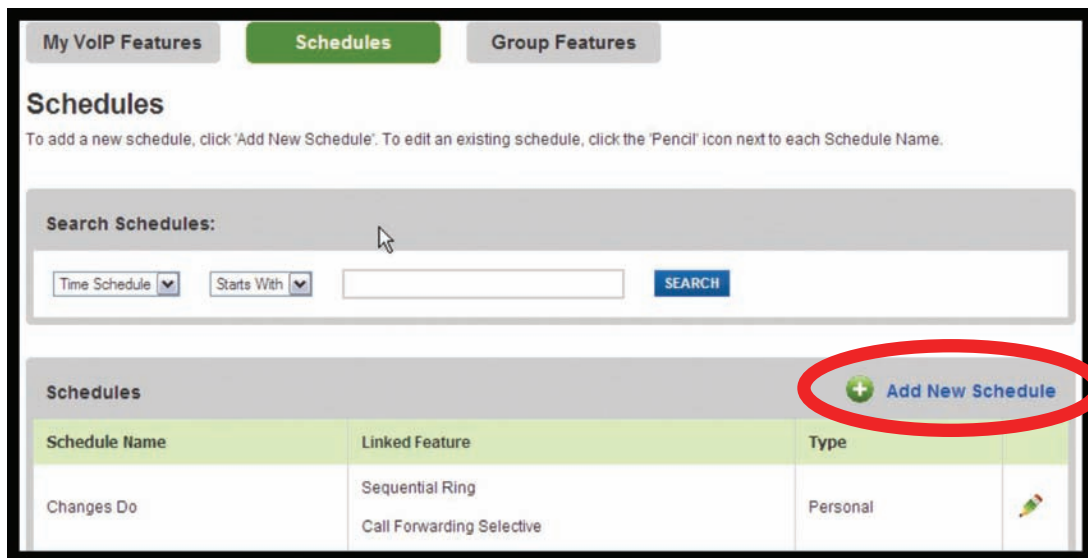 My VoIP Features
Schedules
Group Features
Schedules
To add a new schedule, click 'Add New Schedule'. To edit an existing schedule, click the 'Pencil' icon next to each Schedule Name.
Search Schedules:
Time Schedule
Starts With
SEARCH
Schedules
Add New Schedule
Schedule Name
Linked Feature
Type
Changes Do
Sequential Ring
Call Forwarding Selective
Personal